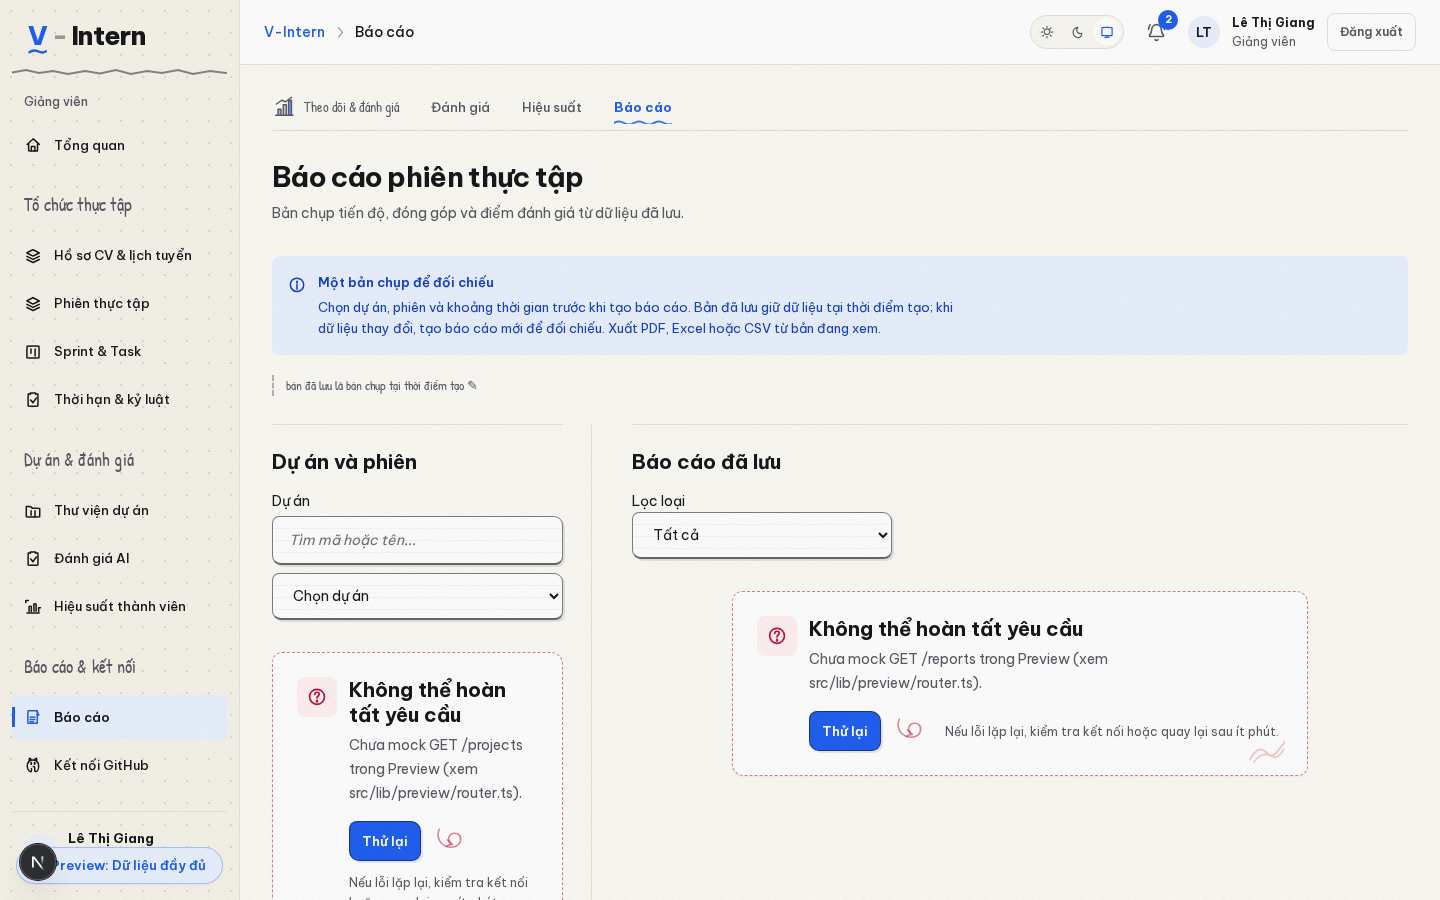 V - Intern
Giảng viên
Tổng quan
Tổ chức thực tập
Hồ sơ CV & lịch tuyển
Phiên thực tập
Sprint & Task
Thời hạn & kỷ luật
Dự án & đánh giá
Thư viện dự án
Đánh giá AI
Hiệu suất thành viên
Báo cáo & kết nối
Báo cáo
Kết nối GitHub
Lê Thị Giang
Preview: Dữ liệu đầy đủ
N
V-Intern > Báo cáo
2
LT
Lê Thị Giang
Giảng viên
Đăng xuất
Theo dõi & đánh giá
Đánh giá
Hiệu suất
Báo cáo
Báo cáo phiên thực tập
Bản chụp tiến độ, đóng góp và điểm đánh giá từ dữ liệu đã lưu.
Một bản chụp để đối chiếu
Chọn dự án, phiên và khoảng thời gian trước khi tạo báo cáo. Bản đã lưu giữ dữ liệu tại thời điểm tạo; khi
dữ liệu thay đổi, tạo báo cáo mới để đối chiếu. Xuất PDF, Excel hoặc CSV từ bản đang xem.
bản đã lưu là bản chụp tại thời điểm tạo ✎
Dự án và phiên
Dự án
Tìm mã hoặc tên...
Chọn dự án
Không thể hoàn
tất yêu cầu
Chưa mock GET /projects
trong Preview (xem
src/lib/preview/router.ts).
Thử lại
Nếu lỗi lặp lại, kiểm tra kết nối
Báo cáo đã lưu
Lọc loại
Tất cả
Không thể hoàn tất yêu cầu
Chưa mock GET /reports trong Preview (xem
src/lib/preview/router.ts).
Thử lại
Nếu lỗi lặp lại, kiểm tra kết nối hoặc quay lại sau ít phút.